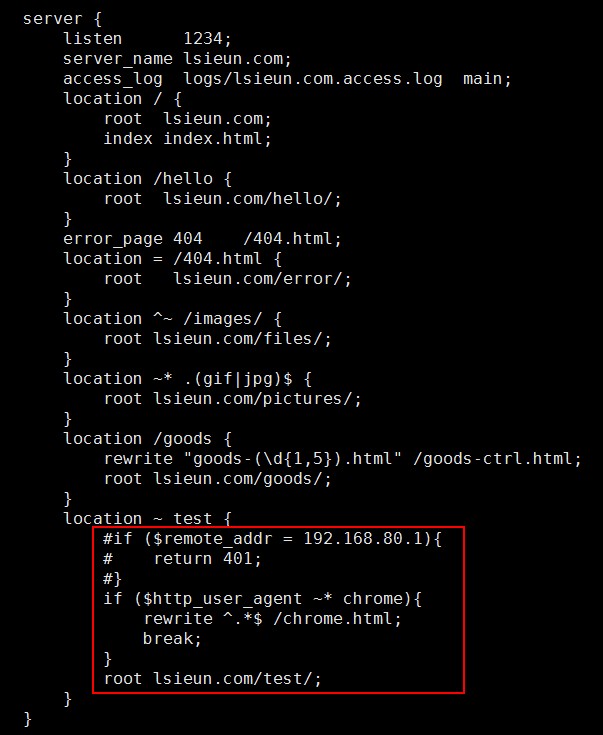 server {
    listen      1234;
    server_name lsieun.com;
    access_log  logs/lsieun.com.access.log  main;
    location / {
        root  lsieun.com;
        index index.html;
    }
    location /hello {
        root  lsieun.com/hello/;
    }
    error_page 404    /404.html;
    location = /404.html {
        root   lsieun.com/error/;
    }
    location ^~ /images/ {
        root lsieun.com/files/;
    }
    location ~* .(gif|jpg)$ {
        root lsieun.com/pictures/;
    }
    location /goods {
        rewrite "goods-(\d{1,5}).html" /goods-ctrl.html;
        root lsieun.com/goods/;
    }
    location ~ test {
        #if ($remote_addr = 192.168.80.1){
        #    return 401;
        #}
        if ($http_user_agent ~* chrome){
            rewrite ^.*$ /chrome.html;
            break;
        }
        root lsieun.com/test/;
    }
}